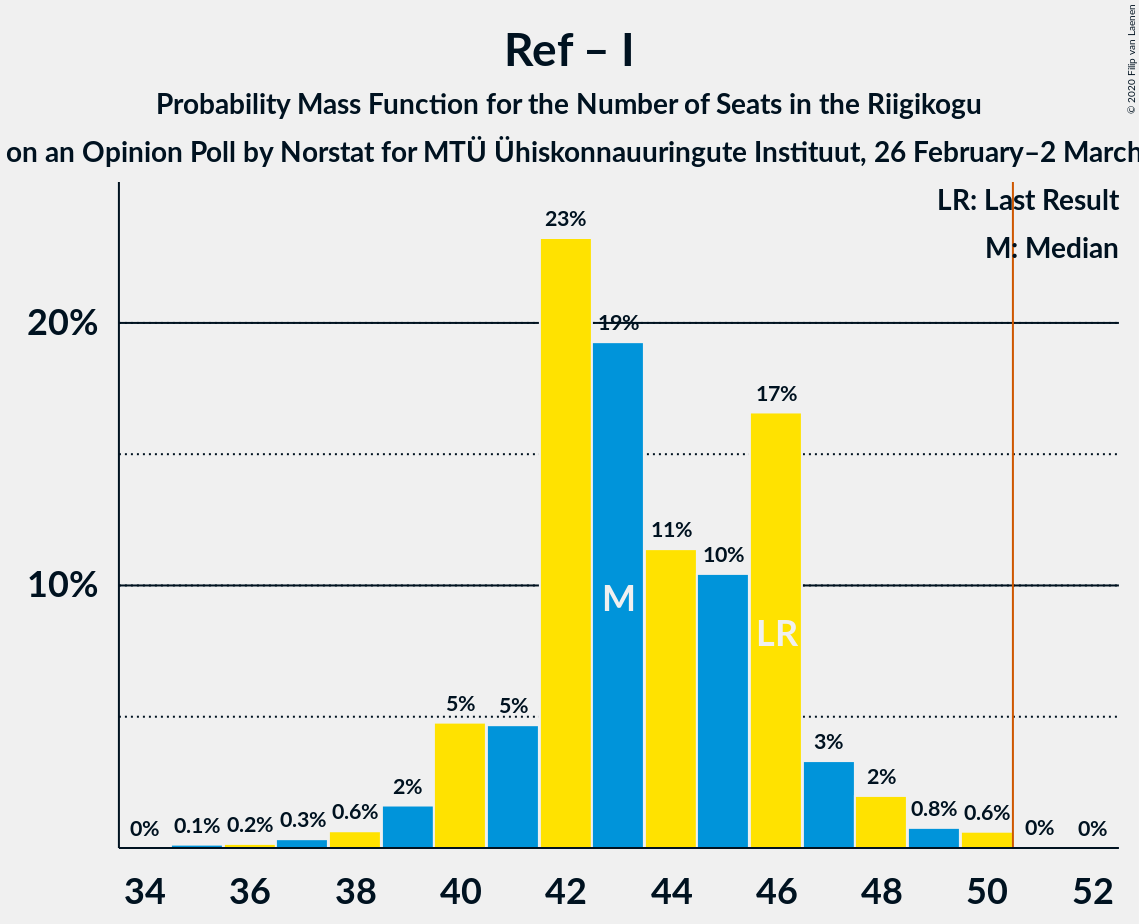 Ref – I
Probability Mass Function for the Number of Seats in the Riigikogu
on an Opinion Poll by Norstat for MTÜ Ühiskonnauuringute Instituut, 26 February–2 March
© 2020 Filip van Laenen
LR: Last Result
M: Median
20%
10%
0% 0.1% 0.2% 0.3% 0.6% 2% 5% 5% 23% 19% 11% 10% 17% 3% 2% 0.8% 0.6% 0% 0%
M
LR
34 36 38 40 42 44 46 48 50 52